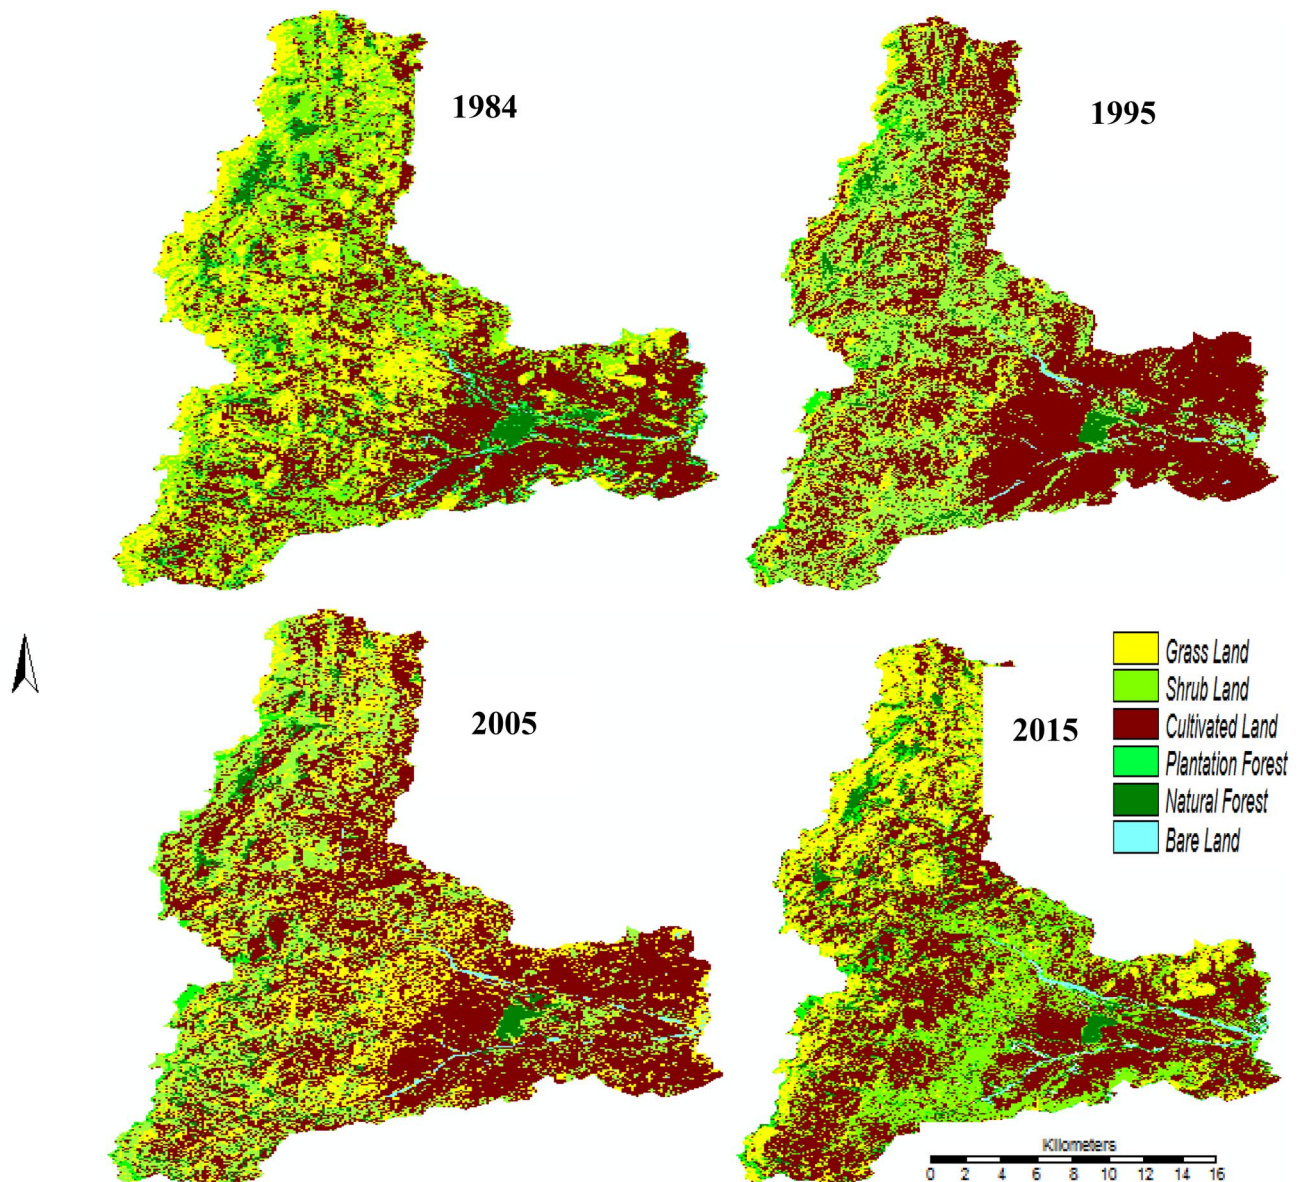 1984
1995
2005
2015
Grass Land
Shrub Land
Cultivated Land
Plantation Forest
Natural Forest
Bare Land
Kilometers
0 2 4 6 8 10 12 14 16